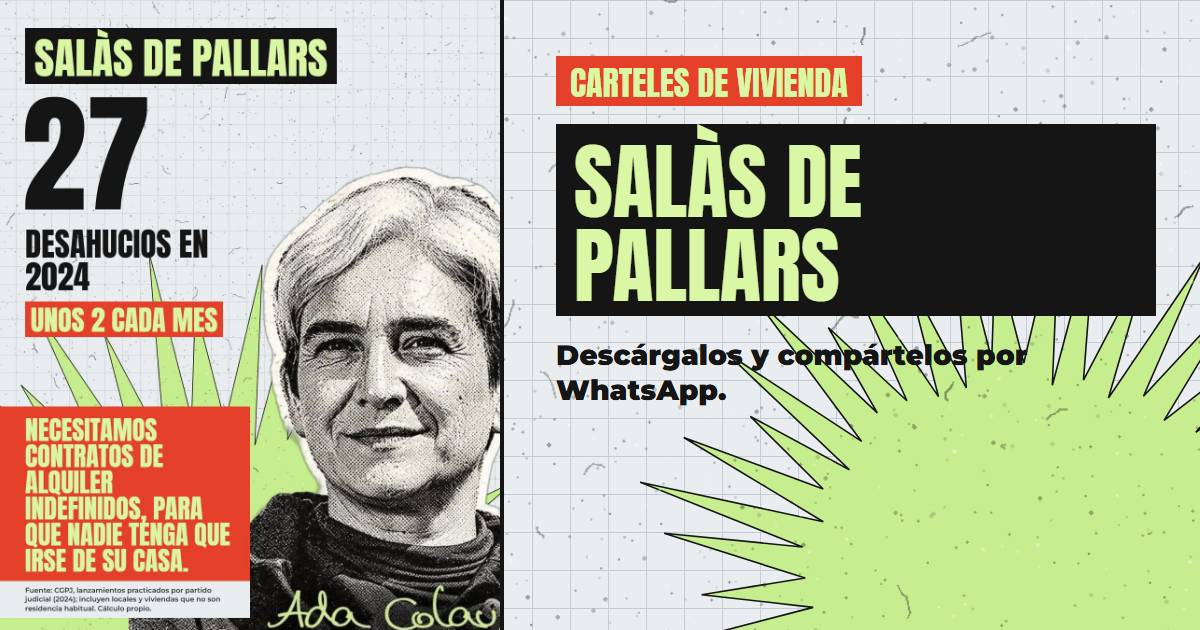 SALÀS DE PALLARS
27
DESAHUCIOS EN
2024
UNOS 2 CADA MES
NECESITAMOS
CONTRATOS DE
ALQUILER
INDEFINIDOS, PARA
QUE NADIE TENGA QUE
IRSE DE SU CASA.
Fuente: CGPJ, lanzamientos practicados por partido
judicial (2024); incluyen locales y viviendas que no son
residencia habitual. Cálculo propio.
Ada Colau
CARTELES DE VIVIENDA
SALÀS DE
PALLARS
Descárgalos y compártelos por
WhatsApp.